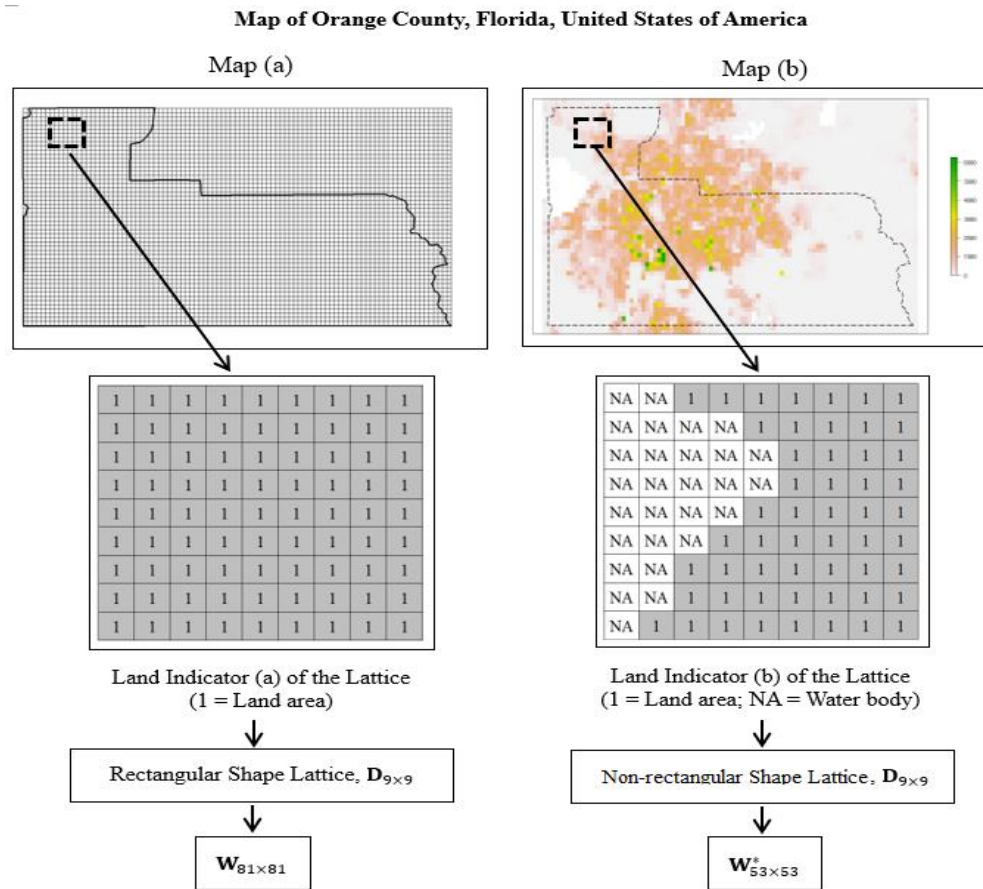 Map of Orange County, Florida, United States of America
Map (a)
Map (b)
6000
5000
4000
3000
2000
1000
0
1 1 1 1 1 1 1 1 1
1 1 1 1 1 1 1 1 1
1 1 1 1 1 1 1 1 1
1 1 1 1 1 1 1 1 1
1 1 1 1 1 1 1 1 1
1 1 1 1 1 1 1 1 1
1 1 1 1 1 1 1 1 1
1 1 1 1 1 1 1 1 1
1 1 1 1 1 1 1 1 1
NA NA 1 1 1 1 1 1 1
NA NA NA NA 1 1 1 1 1
NA NA NA NA NA 1 1 1 1
NA NA NA NA NA 1 1 1 1
NA NA NA NA 1 1 1 1 1
NA NA NA 1 1 1 1 1 1
NA NA 1 1 1 1 1 1 1
NA NA 1 1 1 1 1 1 1
NA 1 1 1 1 1 1 1 1
Land Indicator (a) of the Lattice
(1 = Land area)
Land Indicator (b) of the Lattice
(1 = Land area; NA = Water body)
Rectangular Shape Lattice, D9×9
Non-rectangular Shape Lattice, D9×9
W81×81
W*53×53